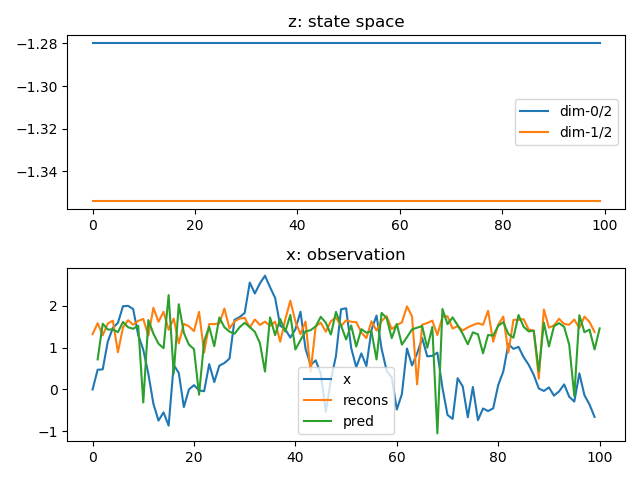 z: state space
−1.28
−1.30
−1.32
−1.34
dim-0/2
dim-1/2
0 20 40 60 80 100
x: observation
2
1
0
−1
x
recons
pred
0 20 40 60 80 100